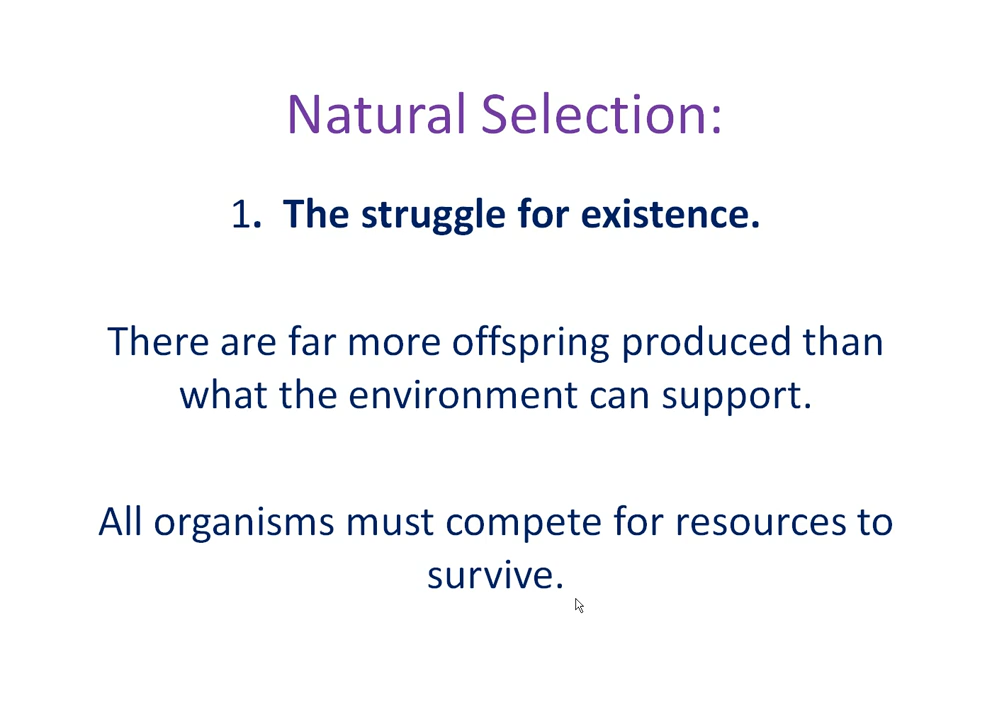 Natural Selection:
1.  The struggle for existence.
There are far more offspring produced than
what the environment can support.
All organisms must compete for resources to
survive.